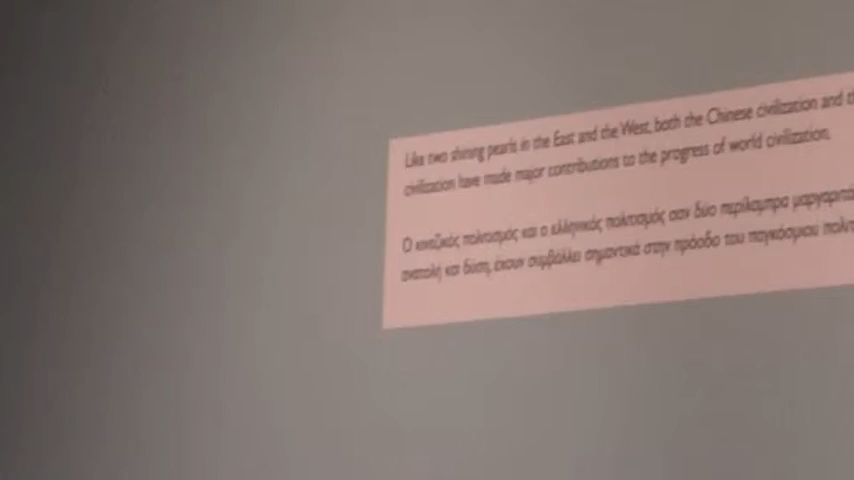 Like two shining pearls in the East and the West, both the Chinese civilization and
civilization have made major contributions to the progress of world civilization.
Ο κινεζικός πολιτισμός και ο ελληνικός πολιτισμός σαν δύο περίλαμπρα
ανατολή και δύση, έχουν συμβάλλει σημαντικά στην πρόοδο του παγκόσμιου